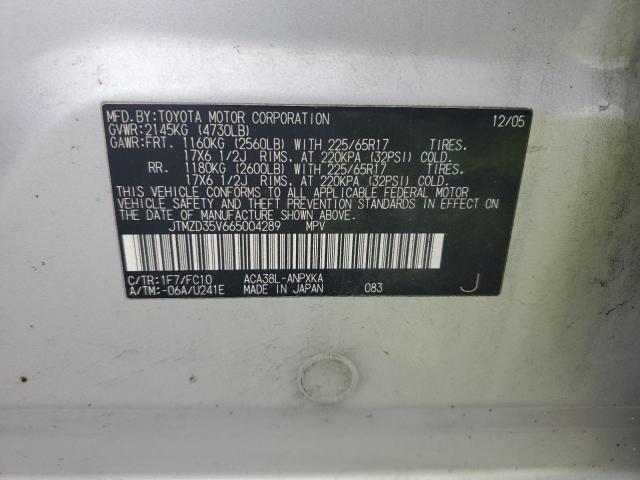 MFD.BY:TOYOTA MOTOR CORPORATION 12/05
GVWR:2145KG (4730LB)
GAWR:FRT. 1160KG (2560LB) WITH 225/65R17 TIRES.
17X6 1/2J RIMS. AT 220KPA (32PSI) COLD.
RR. 1180KG (2600LB) WITH 225/65R17 TIRES.
17X6 1/2J RIMS. AT 220KPA (32PSI) COLD.
THIS VEHICLE CONFORMS TO ALL APPLICABLE FEDERAL MOTOR
VEHICLE SAFETY AND THEFT PREVENTION STANDARDS IN
EFFECT ON THE DATE OF MANUFACTURE SHOWN ABOVE.
JTMZD35V665004289 MPV
C/TR:1F7/FC10 ACA38L-ANPXKA
A/TM:-06A/U241E MADE IN JAPAN 083 J